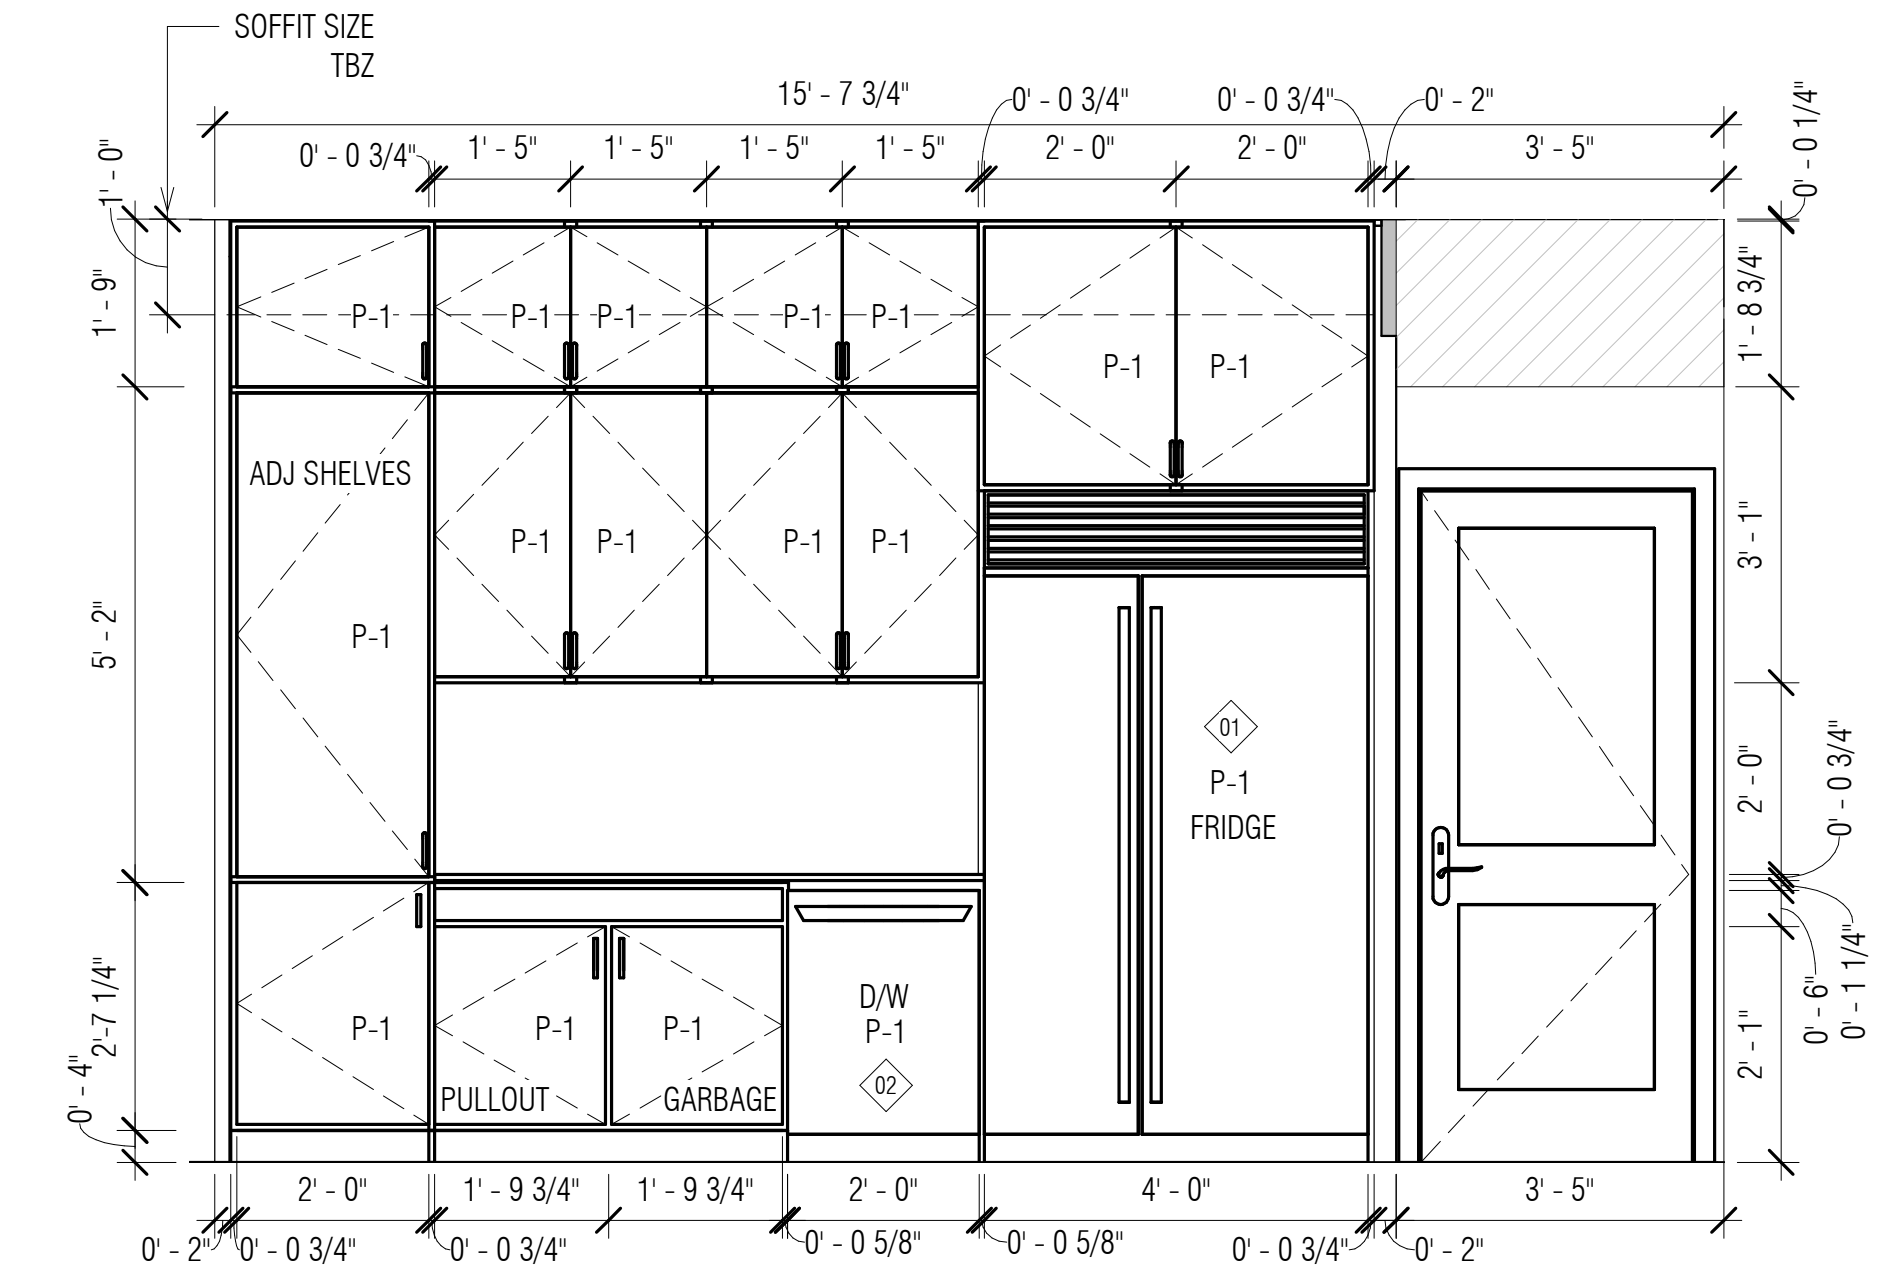 SOFFIT SIZE
TBZ
15' - 7 3/4"
0' - 0 3/4"
0' - 0 3/4"
0' - 2"
0' - 0 3/4"
1' - 5"
1' - 5"
1' - 5"
1' - 5"
2' - 0"
2' - 0"
3' - 5"
0' - 0 1/4"
1' - 0"
1' - 9"
5' - 2"
2'-7 1/4"
0' - 4"
P-1
P-1
P-1
P-1
P-1
P-1
P-1
ADJ SHELVES
P-1
P-1
P-1
P-1
P-1
01
P-1
FRIDGE
P-1
P-1
P-1
PULLOUT
GARBAGE
D/W
P-1
02
1' - 8 3/4"
3' - 1"
2' - 0"
0' - 0 3/4"
0' - 1 1/4"
0' - 6"
2' - 1"
2' - 0"
1' - 9 3/4"
1' - 9 3/4"
2' - 0"
4' - 0"
3' - 5"
0' - 2"
0' - 0 3/4"
0' - 0 3/4"
0' - 0 5/8"
0' - 0 5/8"
0' - 0 3/4"
0' - 2"